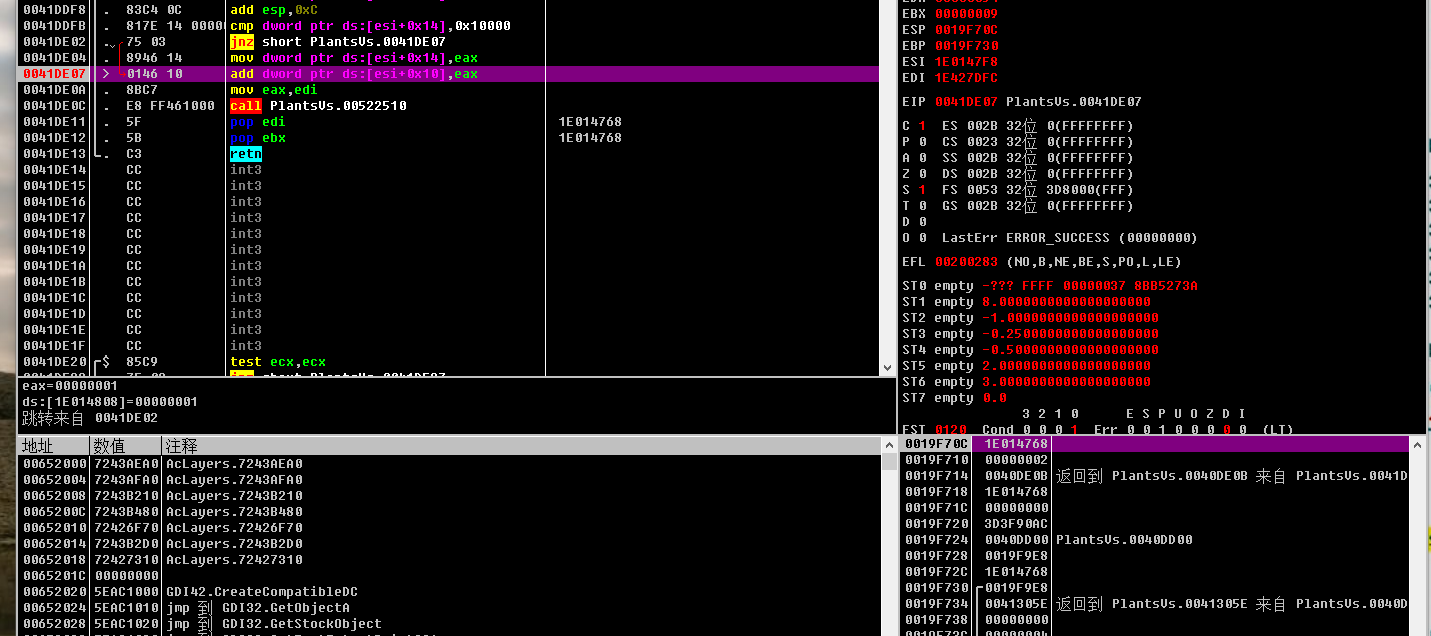 0041DDF8 . 83C4 0C add esp,0xC
0041DDFB . 817E 14 00000 cmp dword ptr ds:[esi+0x14],0x10000
0041DE02 . 75 03 jnz short PlantsVs.0041DE07
0041DE04 . 8946 14 mov dword ptr ds:[esi+0x14],eax
0041DE07 > 0146 10 add dword ptr ds:[esi+0x10],eax
0041DE0A . 8BC7 mov eax,edi
0041DE0C . E8 FF461000 call PlantsVs.00522510
0041DE11 . 5F pop edi 1E014768
0041DE12 . 5B pop ebx 1E014768
0041DE13 . C3 retn
0041DE14 CC int3
0041DE15 CC int3
0041DE16 CC int3
0041DE17 CC int3
0041DE18 CC int3
0041DE19 CC int3
0041DE1A CC int3
0041DE1B CC int3
0041DE1C CC int3
0041DE1D CC int3
0041DE1E CC int3
0041DE1F CC int3
0041DE20 $ 85C9 test ecx,ecx
eax=00000001
ds:[1E014808]=00000001
跳转来自 0041DE02
EBX 00000009
ESP 0019F70C
EBP 0019F730
ESI 1E0147F8
EDI 1E427DFC
EIP 0041DE07 PlantsVs.0041DE07
C 1 ES 002B 32位 0(FFFFFFFF)
P 0 CS 0023 32位 0(FFFFFFFF)
A 0 SS 002B 32位 0(FFFFFFFF)
Z 0 DS 002B 32位 0(FFFFFFFF)
S 1 FS 0053 32位 3D8000(FFF)
T 0 GS 002B 32位 0(FFFFFFFF)
D 0
O 0 LastErr ERROR_SUCCESS (00000000)
EFL 00200283 (NO,B,NE,BE,S,PO,L,LE)
ST0 empty -??? FFFF 00000037 8BB5273A
ST1 empty 8.0000000000000000000
ST2 empty -1.0000000000000000000
ST3 empty -0.2500000000000000000
ST4 empty -0.5000000000000000000
ST5 empty 2.0000000000000000000
ST6 empty 3.0000000000000000000
ST7 empty 0.0
3 2 1 0 E S P U O Z D I
FST 0120 Cond 0 0 0 1 Err 0 0 1 0 0 0 0 0 (LT)
地址 数值 注释
00652000 7243AEA0 AcLayers.7243AEA0
00652004 7243AFA0 AcLayers.7243AFA0
00652008 7243B210 AcLayers.7243B210
0065200C 7243B480 AcLayers.7243B480
00652010 72426F70 AcLayers.72426F70
00652014 7243B2D0 AcLayers.7243B2D0
00652018 72427310 AcLayers.72427310
0065201C 00000000
00652020 5EAC1000 GDI42.CreateCompatibleDC
00652024 5EAC1010 jmp 到 GDI32.GetObjectA
00652028 5EAC1020 jmp 到 GDI32.GetStockObject
0019F70C 1E014768
0019F710 00000002
0019F714 0040DE0B 返回到 PlantsVs.0040DE0B 来自 PlantsVs.0041D
0019F718 1E014768
0019F71C 00000000
0019F720 3D3F90AC
0019F724 0040DD00 PlantsVs.0040DD00
0019F728 0019F9E8
0019F72C 1E014768
0019F730 0019F9E8
0019F734 0041305E 返回到 PlantsVs.0041305E 来自 PlantsVs.0040D
0019F738 00000000